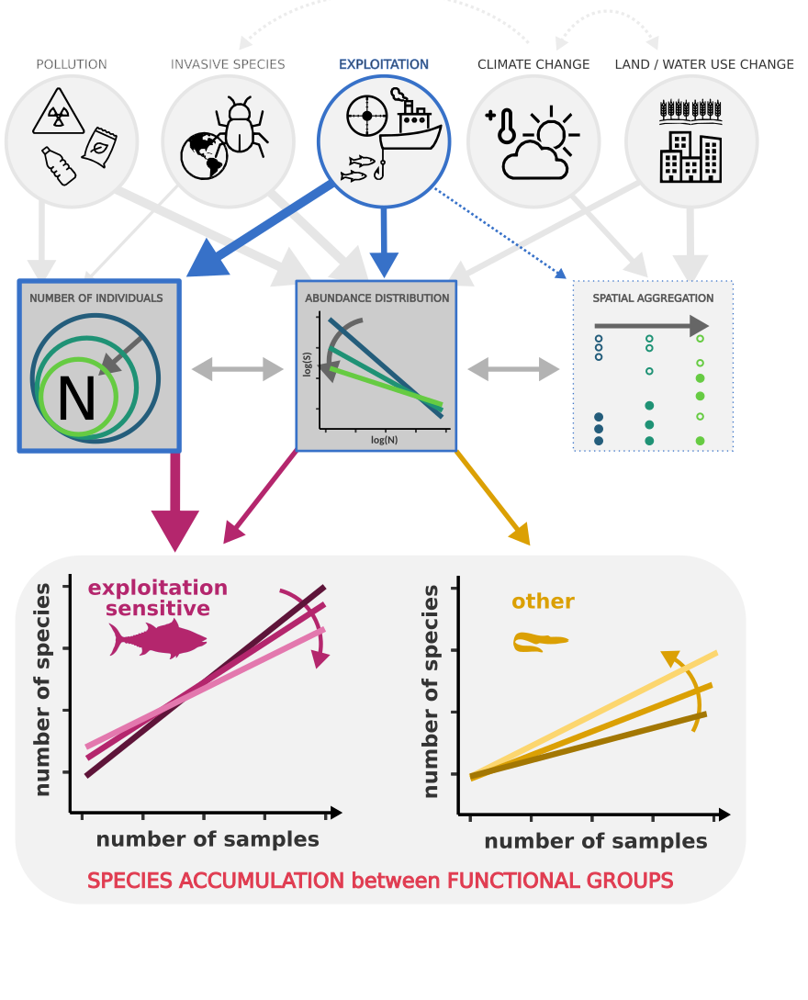 POLLUTION
INVASIVE SPECIES
EXPLOITATION
CLIMATE CHANGE
LAND / WATER USE CHANGE
+
NUMBER OF INDIVIDUALS
N
ABUNDANCE DISTRIBUTION
log(S)
log(N)
SPATIAL AGGREGATION
exploitation
sensitive
number of species
number of samples
other
number of species
number of samples
SPECIES ACCUMULATION between FUNCTIONAL GROUPS